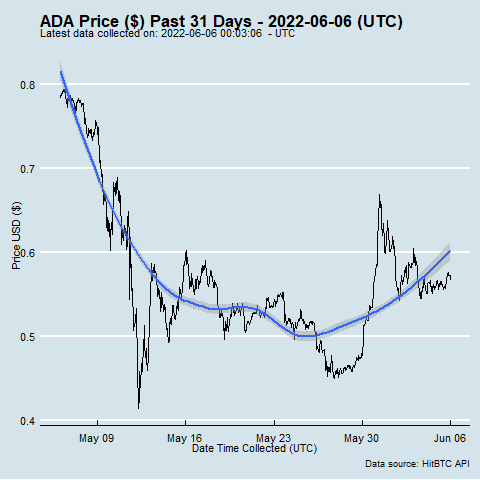 ADA Price ($) Past 31 Days - 2022-06-06 (UTC)
Latest data collected on: 2022-06-06 00:03:06  - UTC
Price USD ($)
0.8
0.7
0.6
0.5
0.4
May 09
May 16
May 23
May 30
Jun 06
Date Time Collected (UTC)
Data source: HitBTC API